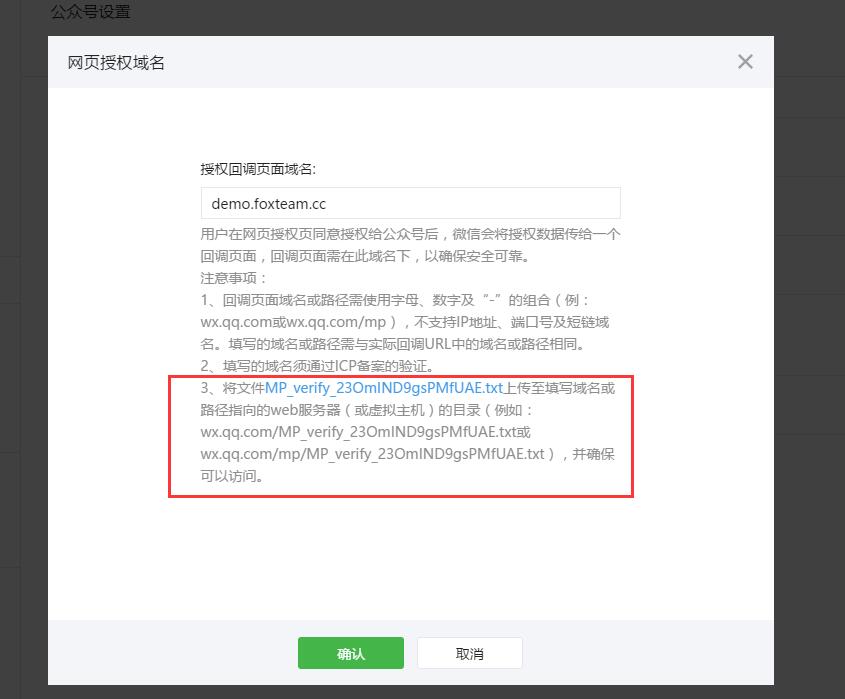 公众号设置
网页授权域名
授权回调页面域名:
demo.foxteam.cc
用户在网页授权页同意授权给公众号后，微信会将授权数据传给一个
回调页面，回调页面需在此域名下，以确保安全可靠。
注意事项：
1、回调页面域名或路径需使用字母、数字及“-”的组合（例：
wx.qq.com或wx.qq.com/mp），不支持IP地址、端口号及短链域
名。填写的域名或路径需与实际回调URL中的域名或路径相同。
2、填写的域名须通过ICP备案的验证。
3、将文件MP_verify_23OmIND9gsPMfUAE.txt上传至填写域名或
路径指向的web服务器（或虚拟主机）的目录（例如：
wx.qq.com/MP_verify_23OmIND9gsPMfUAE.txt或
wx.qq.com/mp/MP_verify_23OmIND9gsPMfUAE.txt），并确保
可以访问。
确认
取消